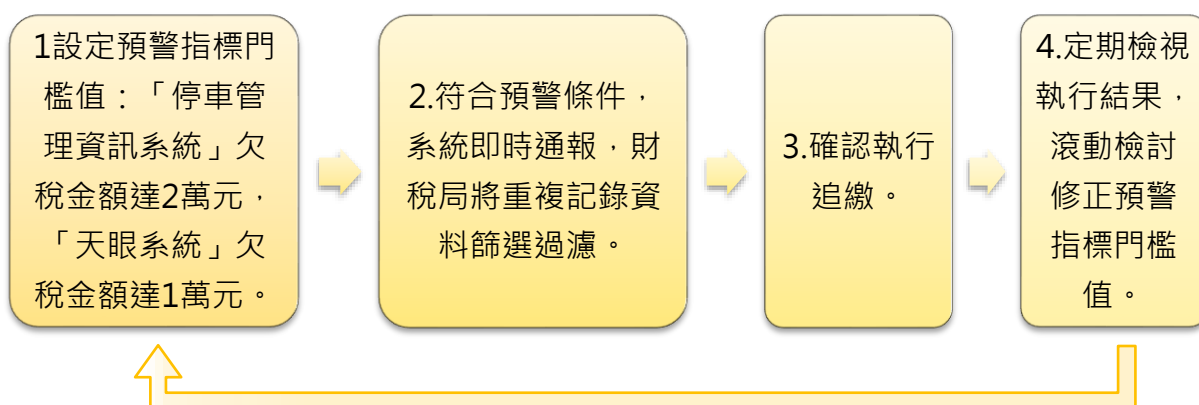 1設定預警指標門
檻值：「停車管
理資訊系統」欠
稅金額達2萬元，
「天眼系統」欠
稅金額達1萬元。
2.符合預警條件，
系統即時通報，財
稅局將重複記錄資
料篩選過濾。
3.確認執行
追繳。
4.定期檢視
執行結果，
滾動檢討
修正預警
指標門檻
值。